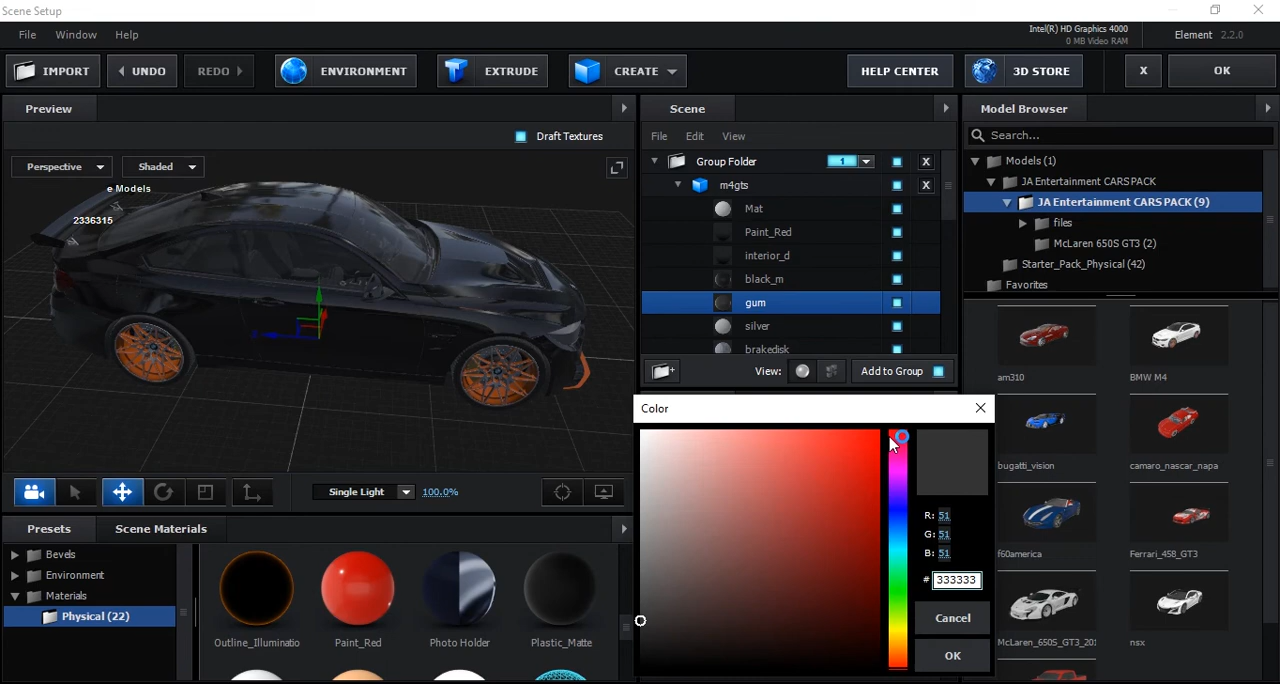 Scene Setup
File Window Help
Intel(R) HD Graphics 4000
0 MB Video RAM
Element 2.2.0
IMPORT UNDO REDO ENVIRONMENT EXTRUDE CREATE HELP CENTER 3D STORE X OK
Preview
Draft Textures
Perspective Shaded
e Models
2336315
Single Light 100.0%
Scene
File Edit View
Group Folder 1 X
m4gts X
Mat
Paint_Red
interior_d
black_m
gum
silver
brakedisk
View: Add to Group
Model Browser
Search...
Models (1)
JA Entertainment CARSPACK
JA Entertainment CARS PACK (9)
files
McLaren 650S GT3 (2)
Starter_Pack_Physical (42)
Favorites
am310 BMW M4
bugatti_vision camaro_nascar_napa
f60america Ferrari_458_GT3
McLaren_650S_GT3_201 nsx
Presets Scene Materials
Bevels
Environment
Materials
Physical (22)
Outline_Illuminatio Paint_Red Photo Holder Plastic_Matte
Color
R: 51
G: 51
B: 51
# 333333
Cancel
OK